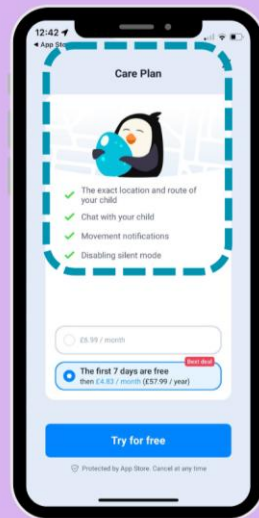 12:42
App Store
Care Plan
The exact location and route of
your child
Chat with your child
Movement notifications
Disabling silent mode
£5.99 / month
Best deal
The first 7 days are free
then £4.83 / month (£57.99 / year)
Try for free
Protected by App Store. Cancel at any time